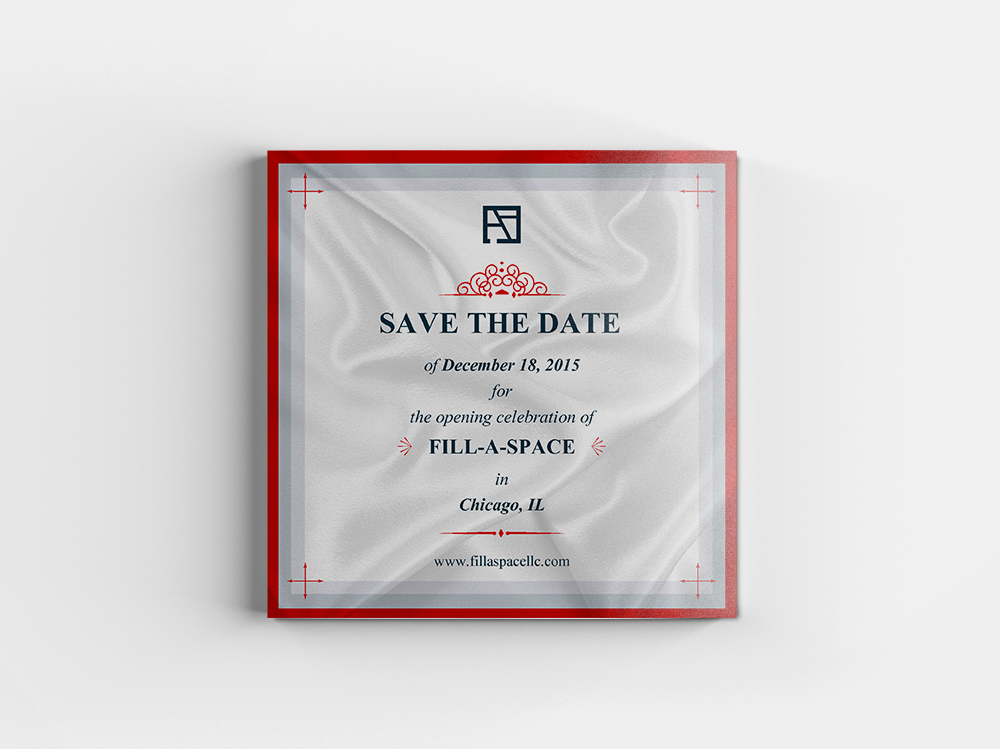 SAVE THE DATE
of December 18, 2015
for
the opening celebration of
FILL-A-SPACE
in
Chicago, IL
www.fillaspacellc.com